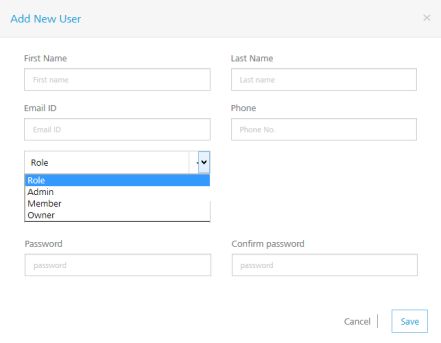 Add New User ×
First Name Last Name
First name Last name
Email ID Phone
Email ID Phone No.
Role
Role
Admin
Member
Owner
Password Confirm password
password password
Cancel Save